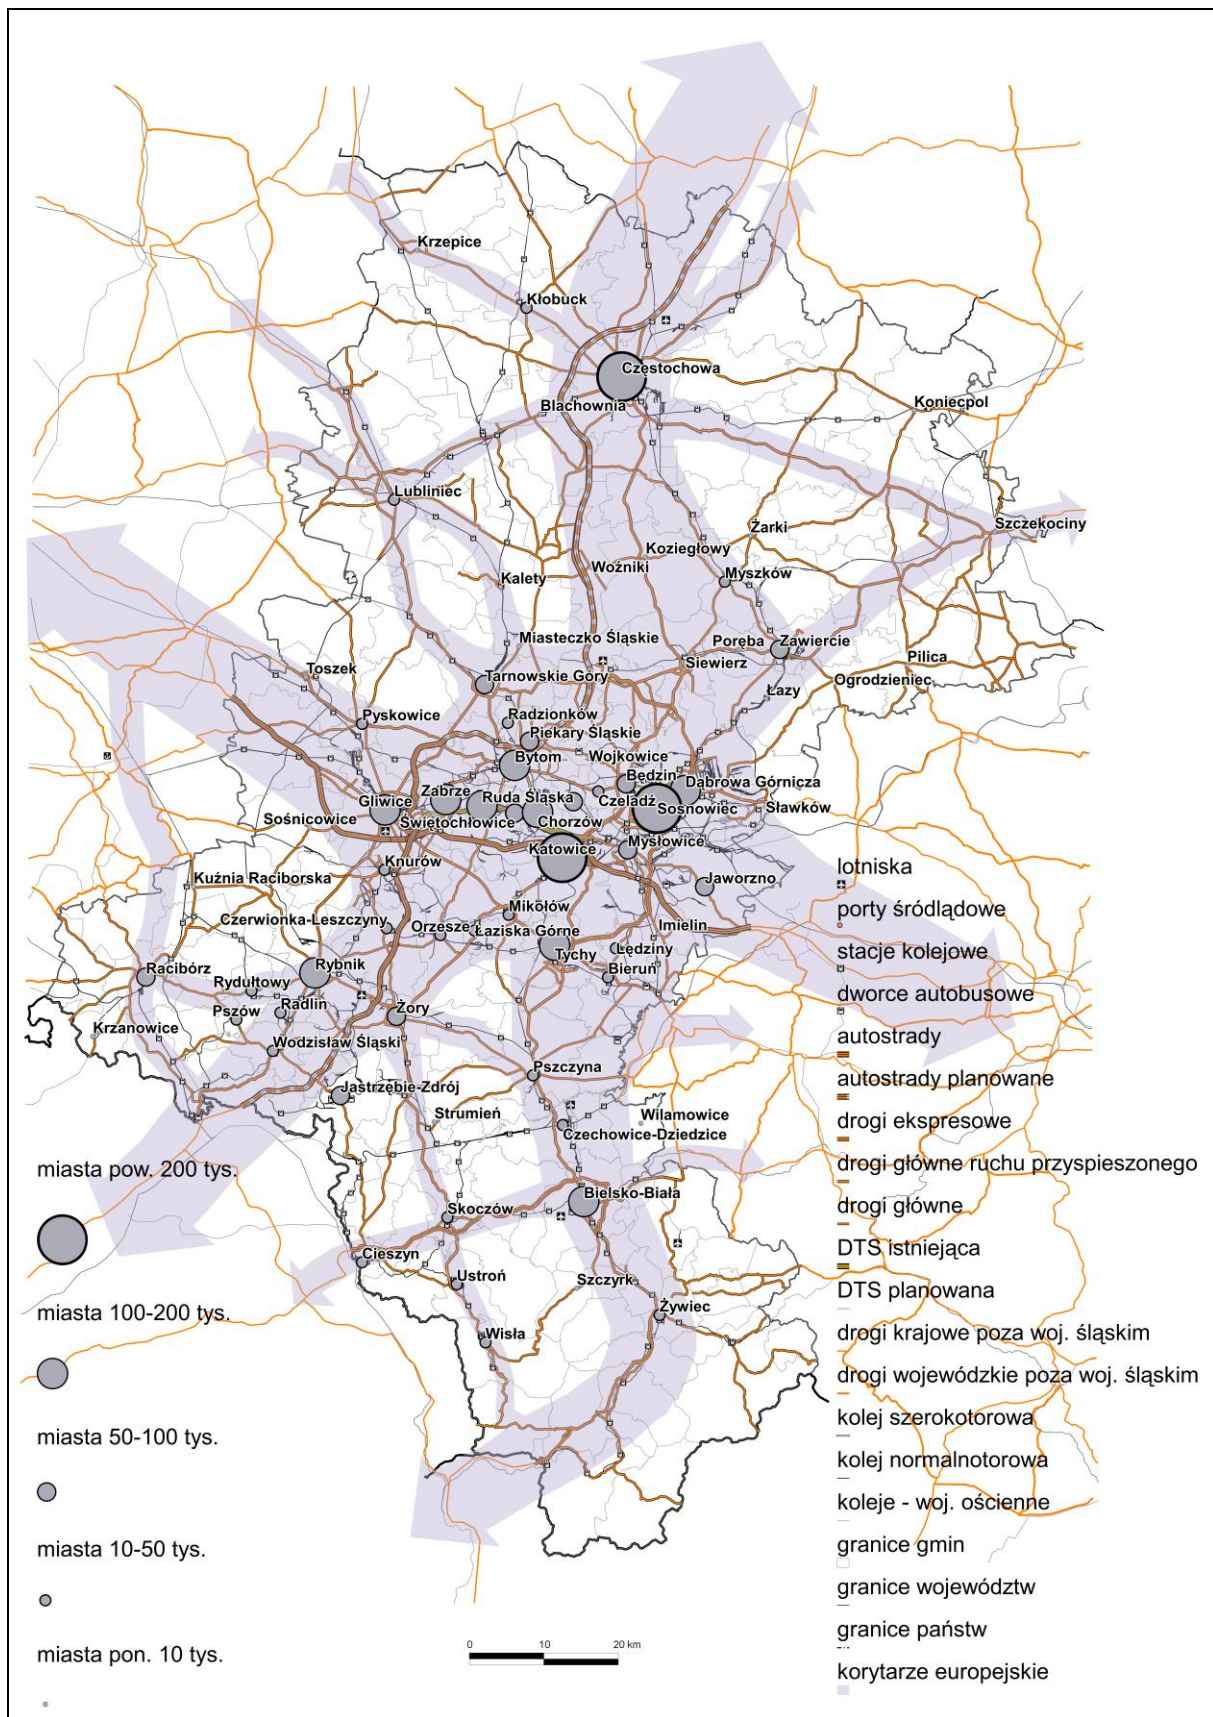 Krzepice
Kłobuck
Częstochowa
Blachownia
Koniecpol
Lubliniec
Szczekociny
Żarki
Koziegłowy
Woźniki
Myszków
Kalety
Miasteczko Śląskie
Poręba
Zawiercie
Siewierz
Pilica
Toszek
Tarnowskie Góry
Ogrodzieniec
Łazy
Pyskowice
Radzionków
Piekary Śląskie
Bytom
Wojkowice
Będzin
Dąbrowa Górnicza
Zabrze
Ruda Śląska
Gliwice
Czeladź
Sosnowiec
Sławków
Sośnicowice
Świętochłowice
Chorzów
Katowice
Mysłowice
Knurów
Kuźnia Raciborska
Jaworzno
Mikołów
Czerwionka-Leszczyny
Orzesze
Łaziska Górne
Imielin
Tychy
Lędziny
Racibórz
Rydułtowy
Rybnik
Bieruń
Pszów
Radlin
Żory
Krzanowice
Wodzisław Śląski
Pszczyna
Jastrzębie-Zdrój
Strumień
Wilamowice
Czechowice-Dziedzice
Bielsko-Biała
Skoczów
Cieszyn
Ustroń
Szczyrk
Żywiec
Wisła
miasta pow. 200 tys.
miasta 100-200 tys.
miasta 50-100 tys.
miasta 10-50 tys.
miasta pon. 10 tys.
0 10 20 km
lotniska
porty śródlądowe
stacje kolejowe
dworce autobusowe
autostrady
autostrady planowane
drogi ekspresowe
drogi główne ruchu przyspieszonego
drogi główne
DTS istniejąca
DTS planowana
drogi krajowe poza woj. śląskim
drogi wojewódzkie poza woj. śląskim
kolej szerokotorowa
kolej normalnotorowa
koleje - woj. ościenne
granice gmin
granice województw
granice państw
korytarze europejskie